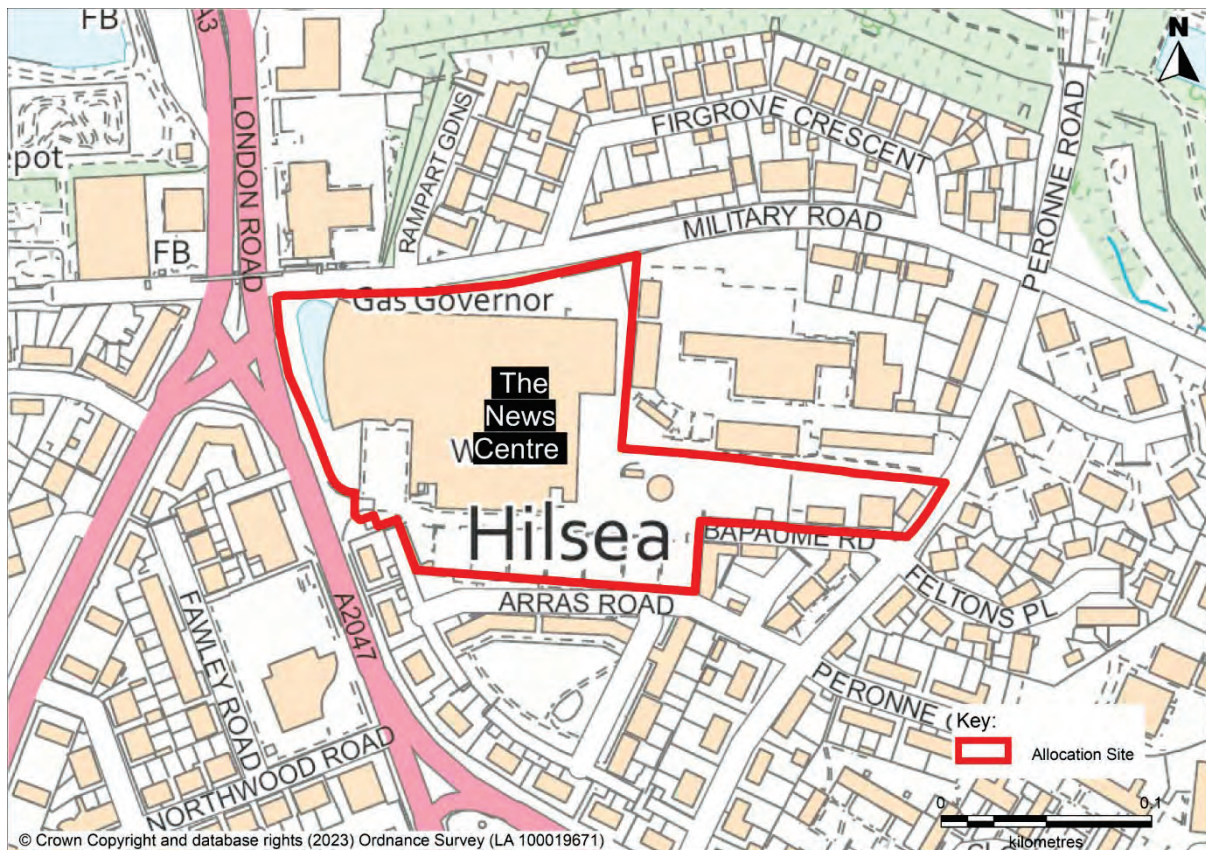 FB
A3
LONDON ROAD
epot
FB
RAMPART GDNS
FIRGROVE CRESCENT
MILITARY ROAD
PERONNE ROAD
N
Gas Governor
The
News
Centre
W
Hilsea
BAPAUME RD
ARRAS ROAD
FELTONS PL
A2047
FAWLEY ROAD
NORTHWOOD ROAD
PERONNE
Key:
Allocation Site
0
0.1
kilometres
© Crown Copyright and database rights (2023) Ordnance Survey (LA 100019671)